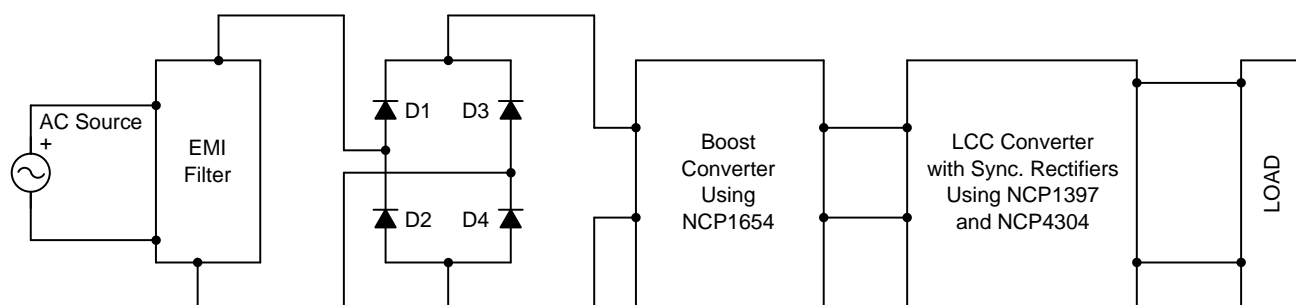 AC Source
+
EMI
Filter
D1
D3
D2
D4
Boost
Converter
Using
NCP1654
LCC Converter
with Sync. Rectifiers
Using NCP1397
and NCP4304
LOAD